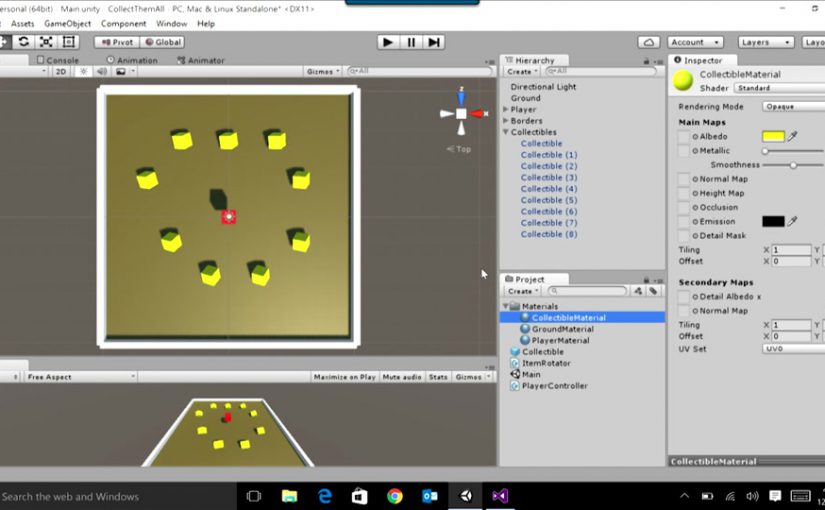 ersonal (64bit) - Main.unity - CollectThemAll - PC, Mac & Linux Standalone* <DX11>
Assets GameObject Component Window Help
Pivot Global Account Layers Layo
Console Animation Animator
2D Gizmos All
z
x
Top
Hierarchy
Create All
Directional Light
Ground
Player
Borders
Collectibles
Collectible
Collectible (1)
Collectible (2)
Collectible (3)
Collectible (4)
Collectible (5)
Collectible (6)
Collectible (7)
Collectible (8)
Project
Create
Materials
CollectibleMaterial
GroundMaterial
PlayerMaterial
Collectible
ItemRotator
Main
PlayerController
Inspector
CollectibleMaterial
Shader Standard
Rendering Mode Opaque
Main Maps
Albedo
Metallic
Smoothness
Normal Map
Height Map
Occlusion
Emission
Detail Mask
Tiling X 1 Y
Offset X 0 Y
Secondary Maps
Detail Albedo x
Normal Map
Tiling X 1 Y
Offset X 0 Y
UV Set UV0
CollectibleMaterial
Free Aspect Maximize on Play Mute audio Stats Gizmos
Search the web and Windows